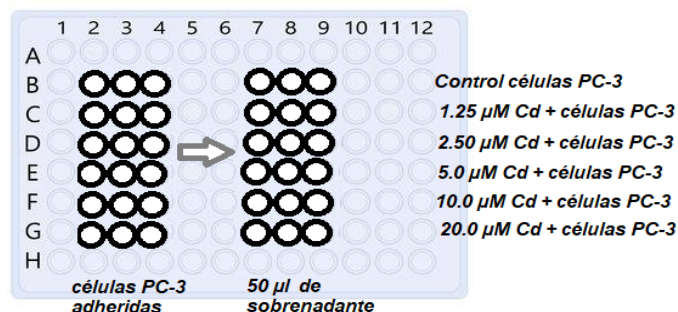 1 2 3 4 5 6 7 8 9 10 11 12
A
B Control células PC-3
C 1.25 µM Cd + células PC-3
D 2.50 µM Cd + células PC-3
E 5.0 µM Cd + células PC-3
F 10.0 µM Cd + células PC-3
G 20.0 µM Cd + células PC-3
H
células PC-3
adheridas
50 µl de
sobrenadante